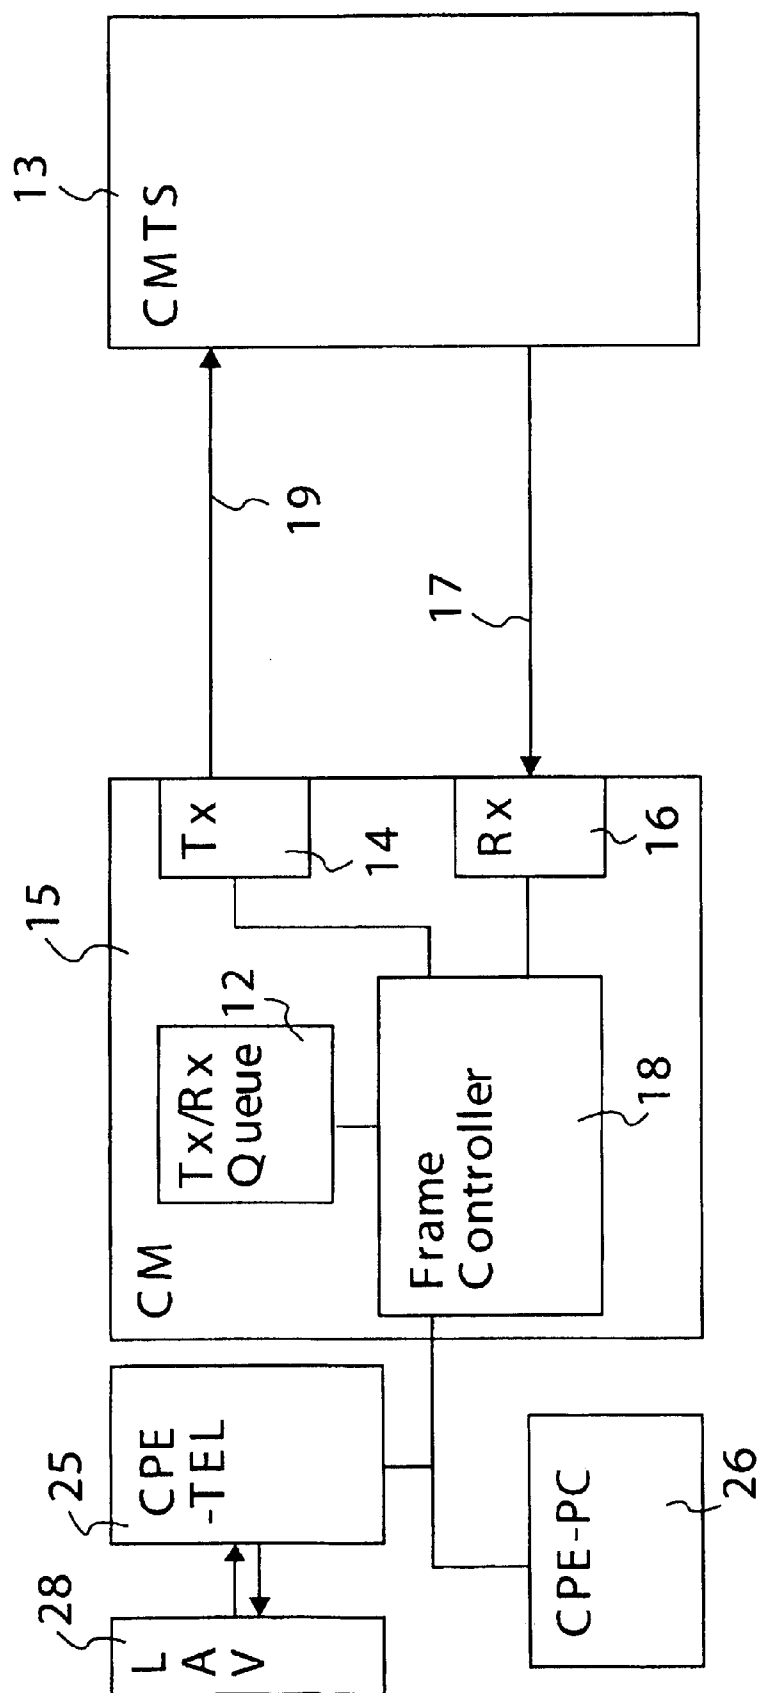 28
L
A
V
25
CPE
-TEL
CPE-PC
26
15
CM
Tx/Rx
Queue
12
Frame
Controller
18
Tx
14
Rx
16
19
17
13
CMTS